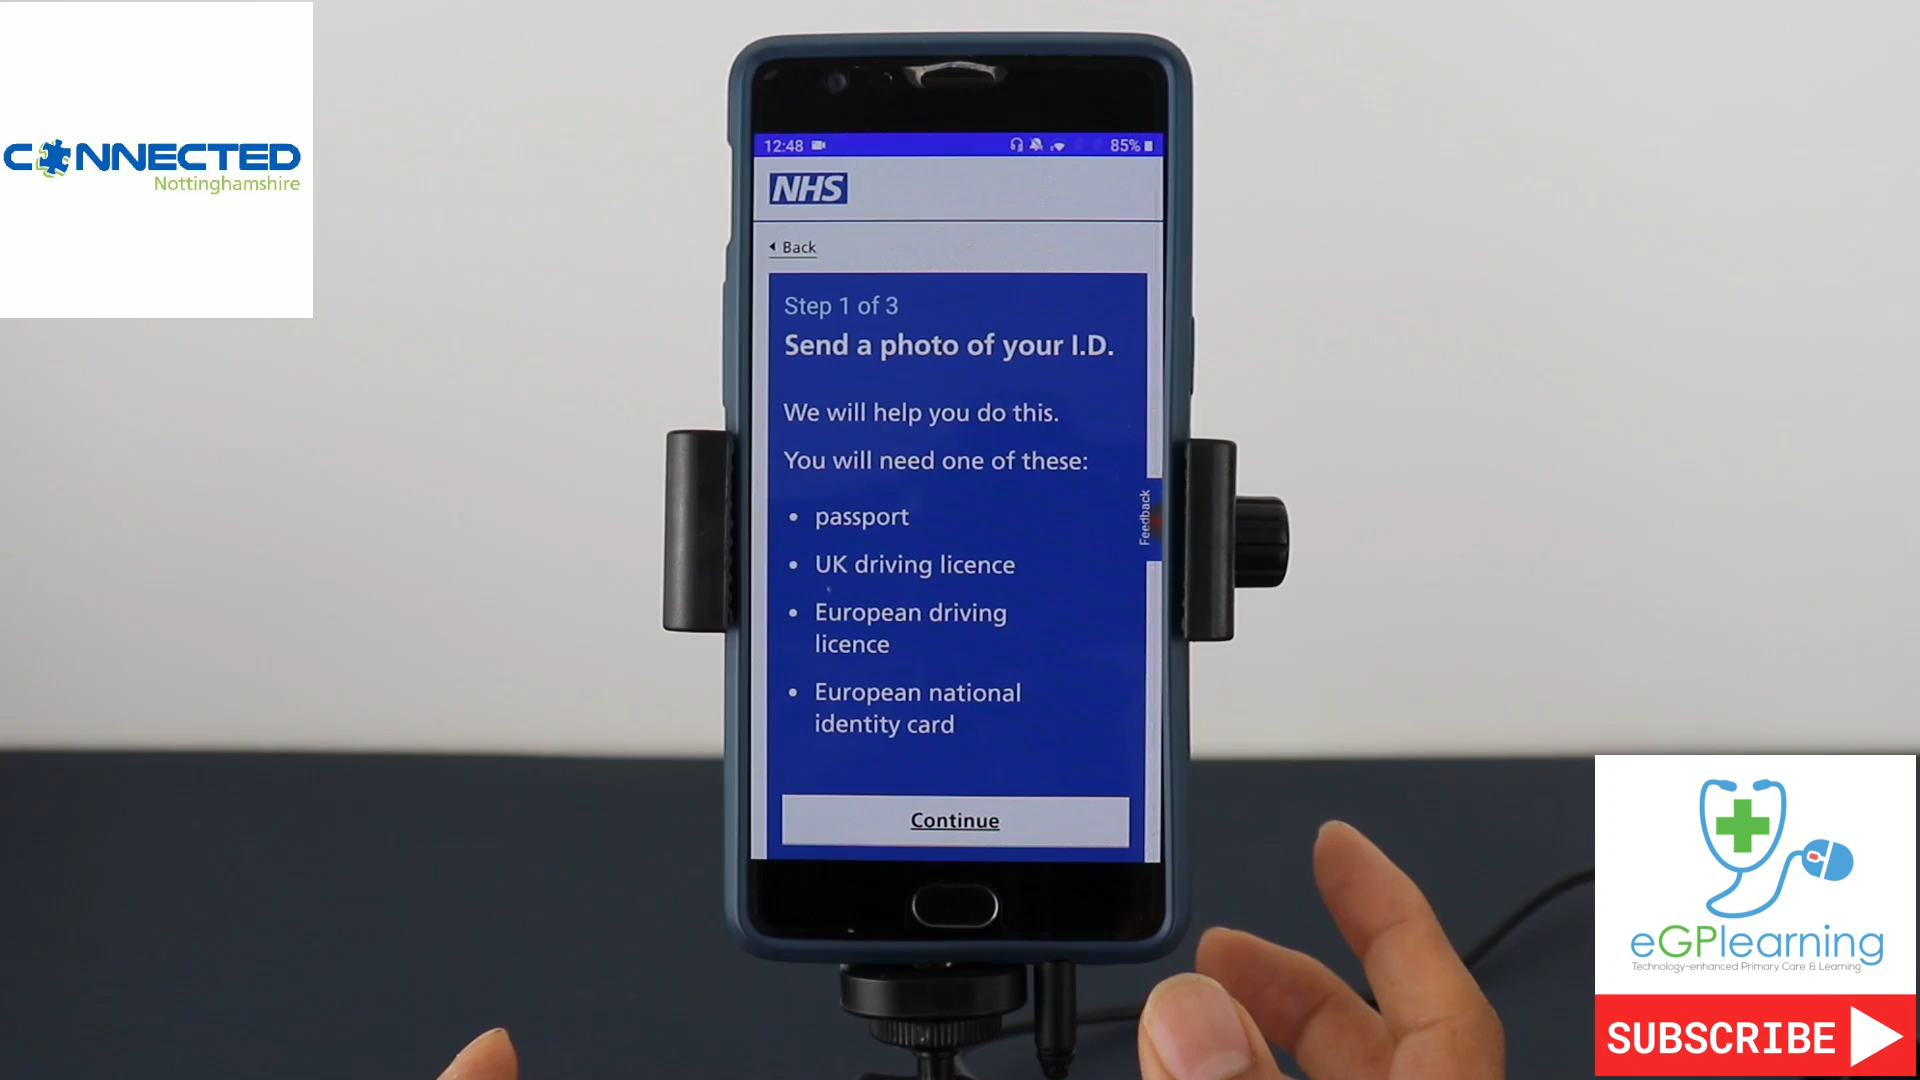 CONNECTED
Nottinghamshire
12:48
85%
NHS
Back
Step 1 of 3
Send a photo of your I.D.
We will help you do this.
You will need one of these:
• passport
• UK driving licence
• European driving
licence
• European national
identity card
Feedback
Continue
eGPlearning
Technology-enhanced Primary Care & Learning
SUBSCRIBE